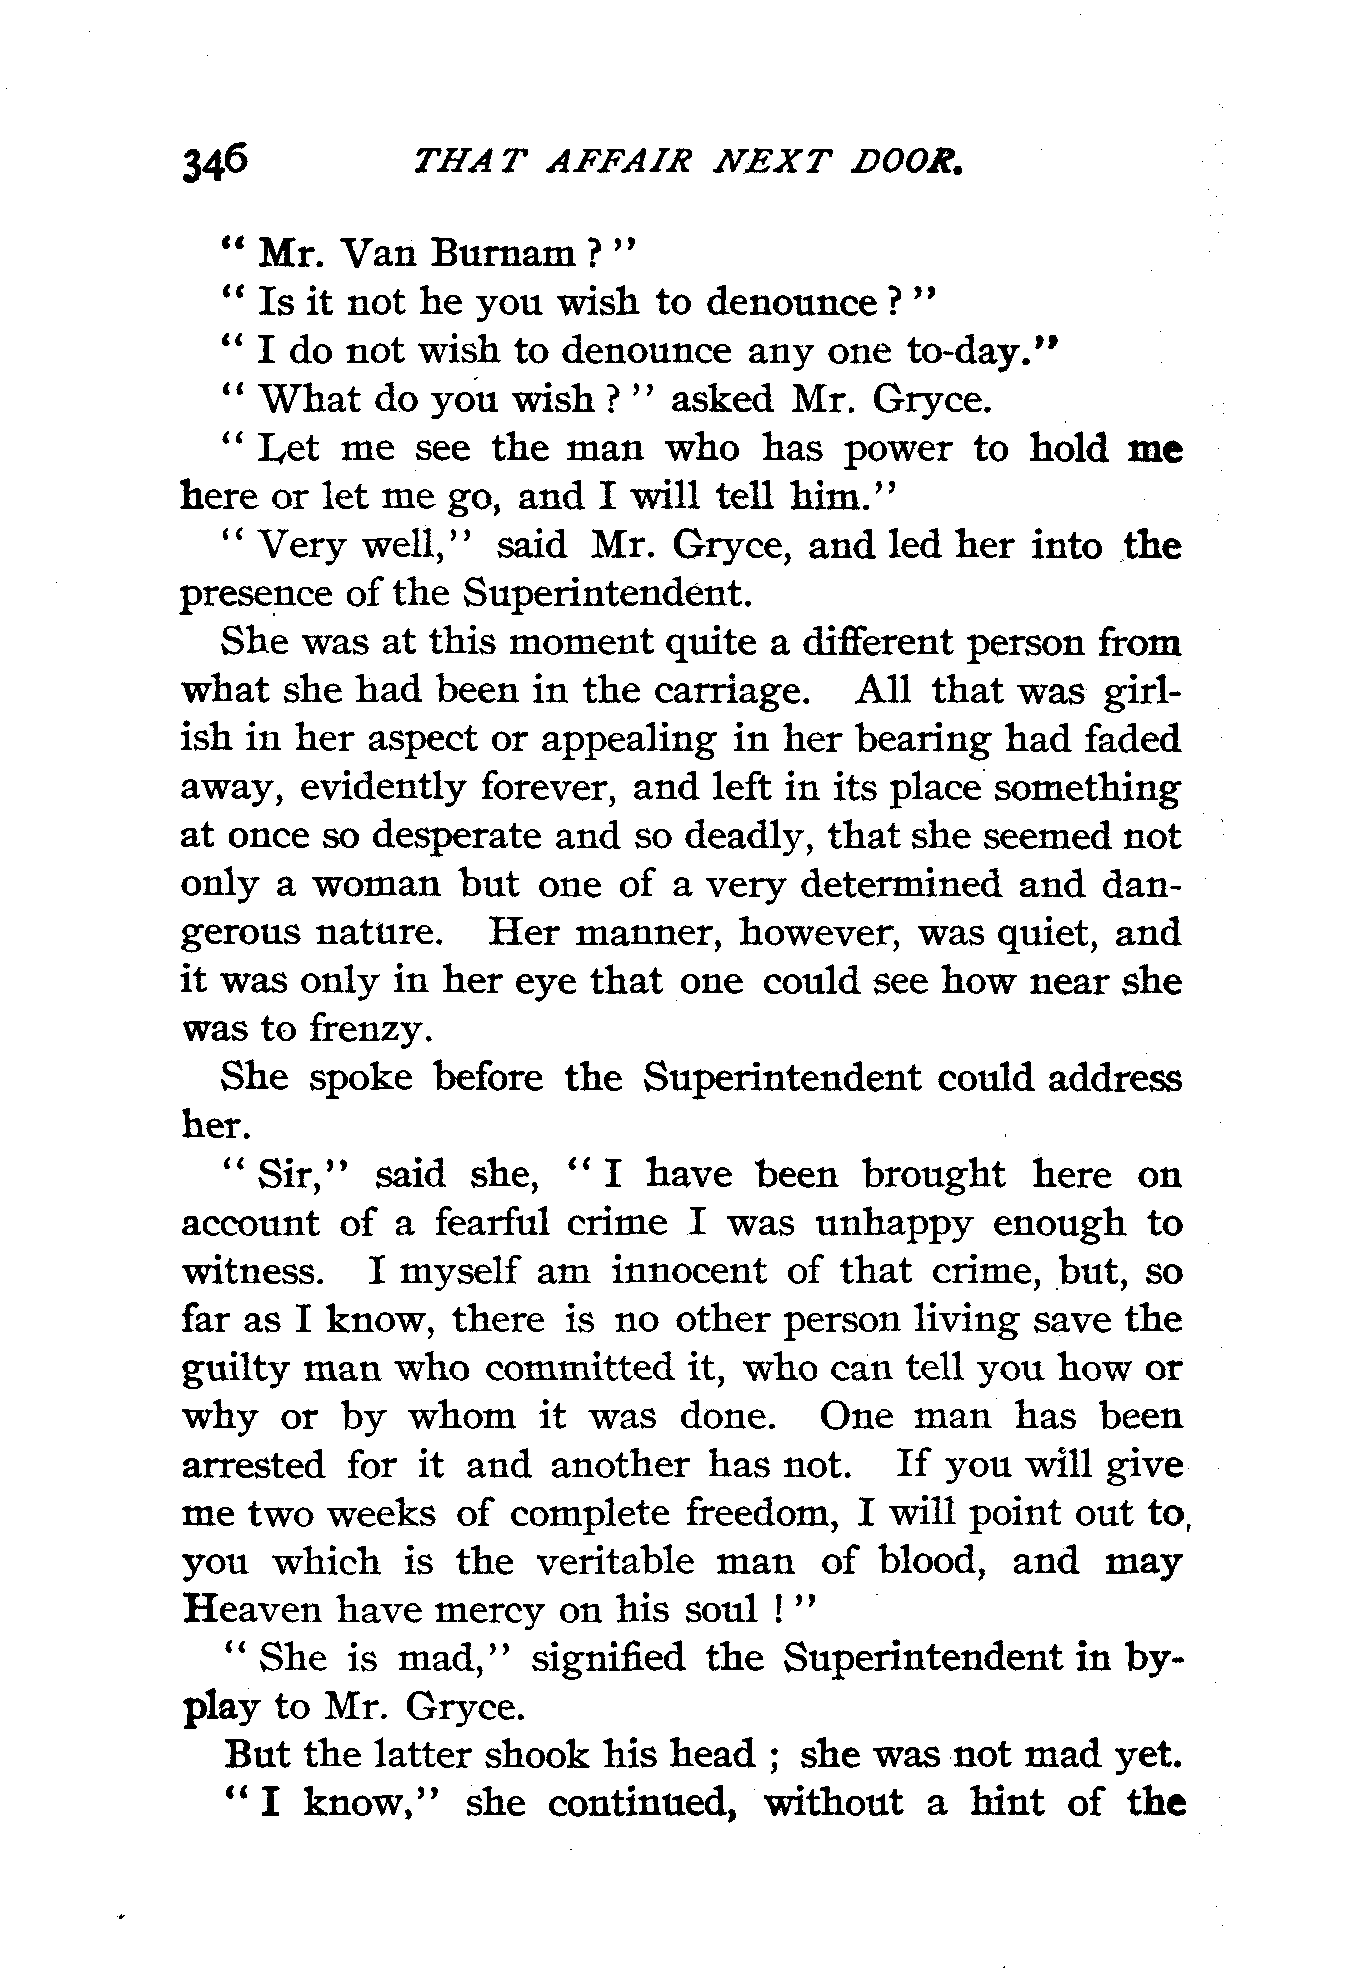 346 THAT AFFAIR NEXT DOOR.
" Mr. Van Burnam ? "
" Is it not he you wish to denounce ? "
" I do not wish to denounce any one to-day."
" What do you wish ? " asked Mr. Gryce.
" Let me see the man who has power to hold me
here or let me go, and I will tell him."
" Very well," said Mr. Gryce, and led her into the
presence of the Superintendent.
She was at this moment quite a different person from
what she had been in the carriage. All that was girl-
ish in her aspect or appealing in her bearing had faded
away, evidently forever, and left in its place something
at once so desperate and so deadly, that she seemed not
only a woman but one of a very determined and dan-
gerous nature. Her manner, however, was quiet, and
it was only in her eye that one could see how near she
was to frenzy.
She spoke before the Superintendent could address
her.
" Sir," said she, " I have been brought here on
account of a fearful crime I was unhappy enough to
witness. I myself am innocent of that crime, but, so
far as I know, there is no other person living save the
guilty man who committed it, who can tell you how or
why or by whom it was done. One man has been
arrested for it and another has not. If you will give
me two weeks of complete freedom, I will point out to
you which is the veritable man of blood, and may
Heaven have mercy on his soul ! "
" She is mad," signified the Superintendent in by-
play to Mr. Gryce.
But the latter shook his head ; she was not mad yet.
" I know," she continued, without a hint of the